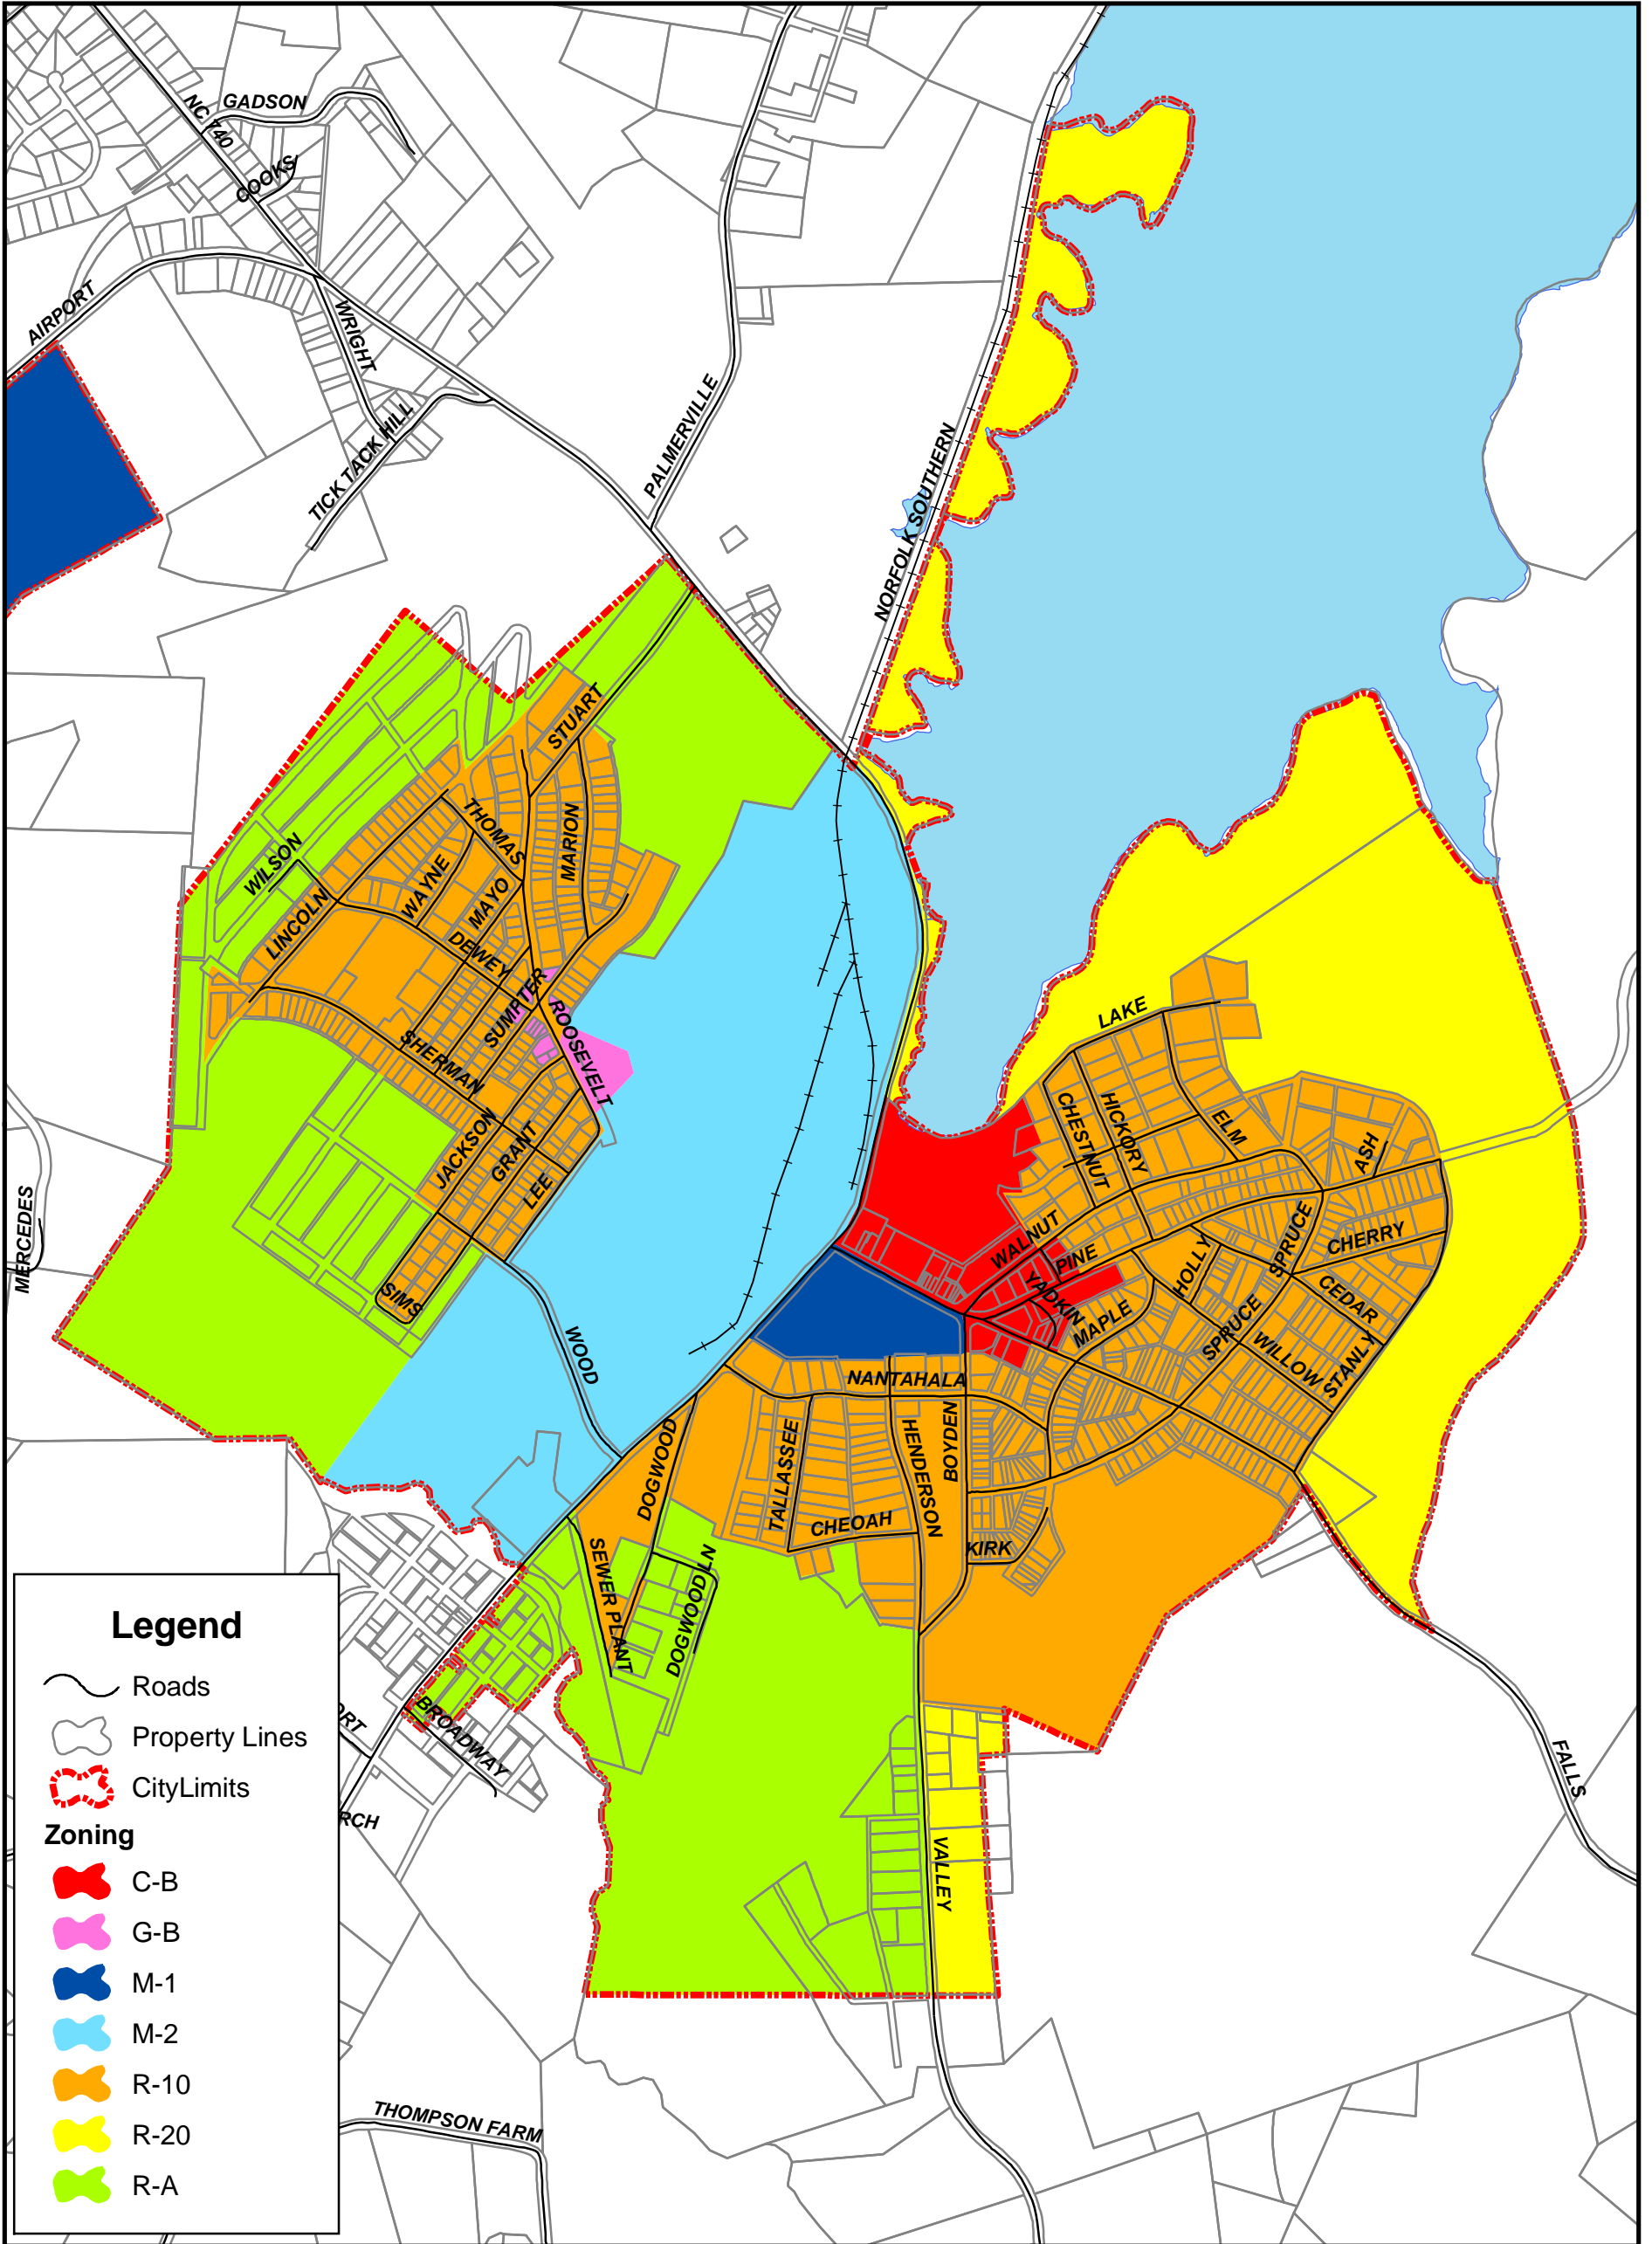 GADSON
NC 740
COOKS
AIRPORT
WRIGHT
TICK TACK HILL
PALMERVILLE
NORFOLK SOUTHERN
STUART
THOMAS
MARION
WILSON
WAYNE
MAYO
LINCOLN
DEWEY
SUMPTER
ROOSEVELT
SHERMAN
JACKSON
GRANT
LEE
SIMS
MERCEDES
WOOD
LAKE
CHESTNUT
HICKORY
ELM
ASH
WALNUT
PINE
YADKIN
HOLLY
SPRUCE
CHERRY
CEDAR
MAPLE
SPRUCE
WILLOW
STANLY
NANTAHALA
DOGWOOD
TALLASSEE
HENDERSON
BOYDEN
CHEOAH
KIRK
SEWER PLANT
DOGWOOD LN
BROADWAY
ORT
RCH
VALLEY
FALLS
THOMPSON FARM
Legend
Roads
Property Lines
CityLimits
Zoning
C-B
G-B
M-1
M-2
R-10
R-20
R-A